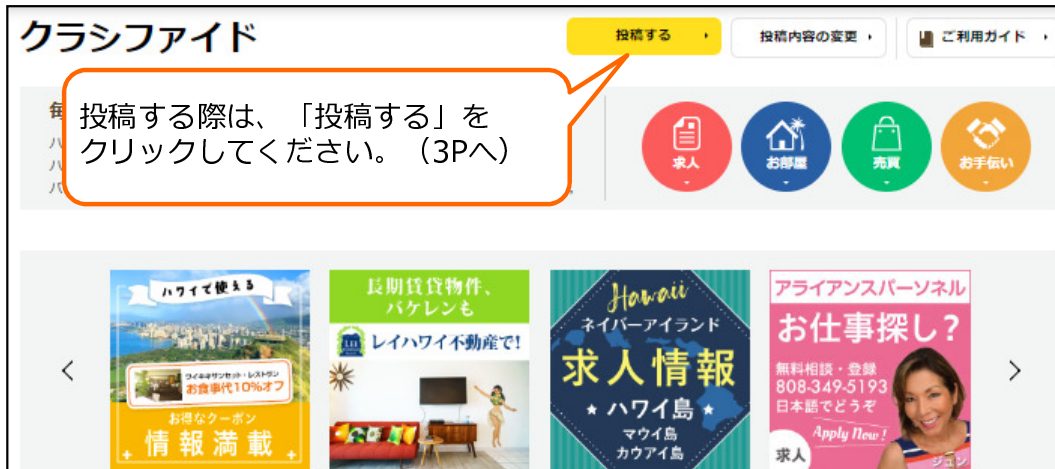 クラシファイド
投稿する
投稿内容の変更
ご利用ガイド
毎
ハ
ハ
バ
投稿する際は、「投稿する」を
クリックしてください。（3Pへ）
求人
お部屋
売買
お手伝い
ハワイで使える
ワイキキサンセット・レストラン
お食事代10%オフ
お得なクーポン
情報満載
長期賃貸物件、
バケレンも
レイハワイ不動産で!
Hawaii
ネイバーアイランド
求人情報
★ ハワイ島 ★
マウイ島
カウアイ島
アライアンスパーソネル
お仕事探し?
無料相談・登録
808-349-5193
日本語でどうぞ
Apply Now!
求人
ジュン